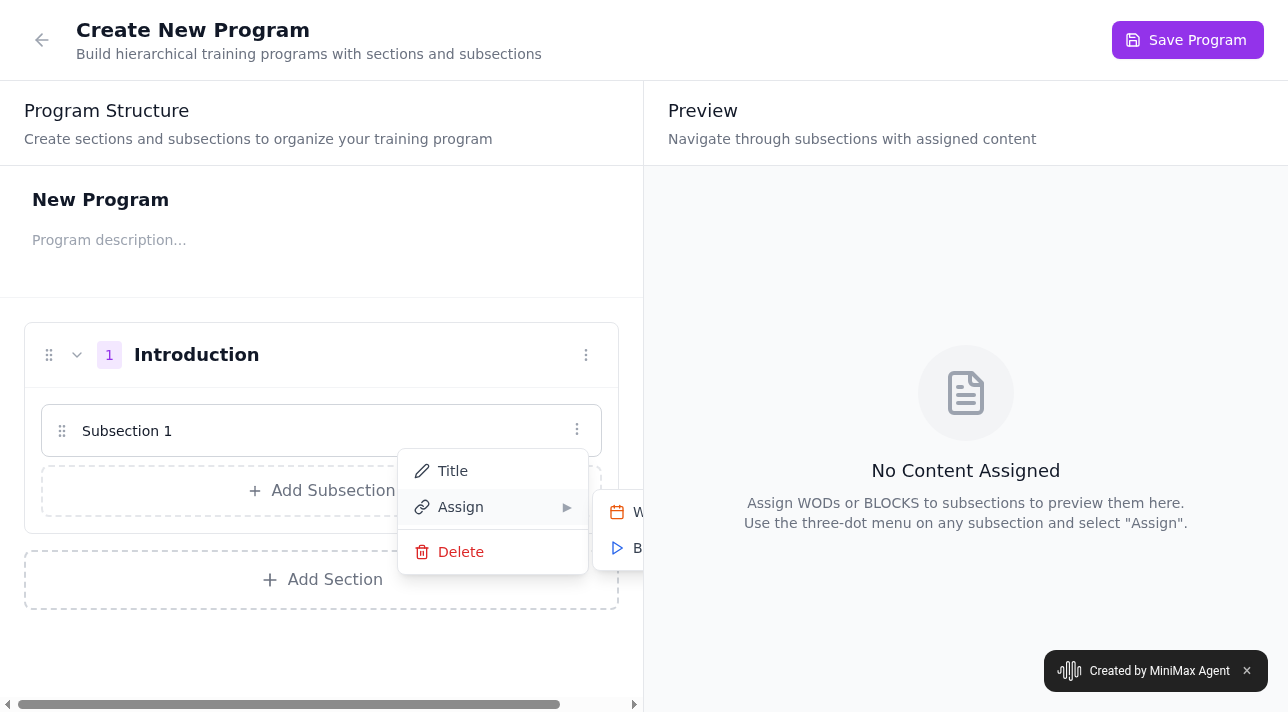 Create New Program
Build hierarchical training programs with sections and subsections
Save Program
Program Structure
Create sections and subsections to organize your training program
New Program
Program description...
1
Introduction
Subsection 1
Add Subsection
Title
Assign
Delete
Add Section
Preview
Navigate through subsections with assigned content
No Content Assigned
Assign WODs or BLOCKS to subsections to preview them here.
Use the three-dot menu on any subsection and select "Assign".
Created by MiniMax Agent